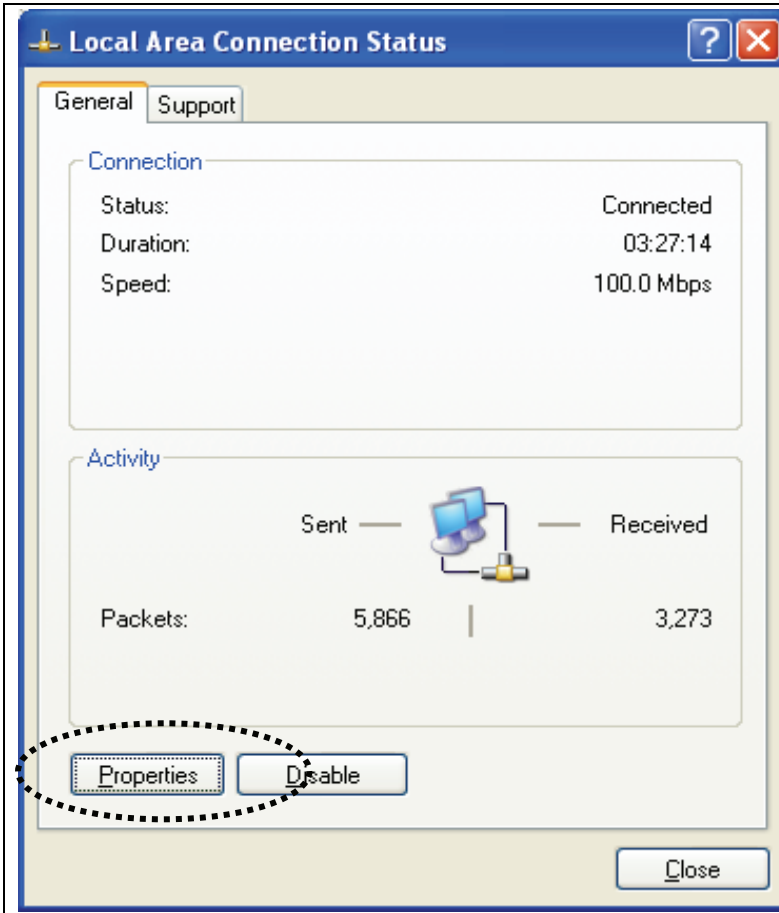 Local Area Connection Status
General Support
Connection
Status: Connected
Duration: 03:27:14
Speed: 100.0 Mbps
Activity
Sent Received
Packets: 5,866 3,273
Properties Disable
Close